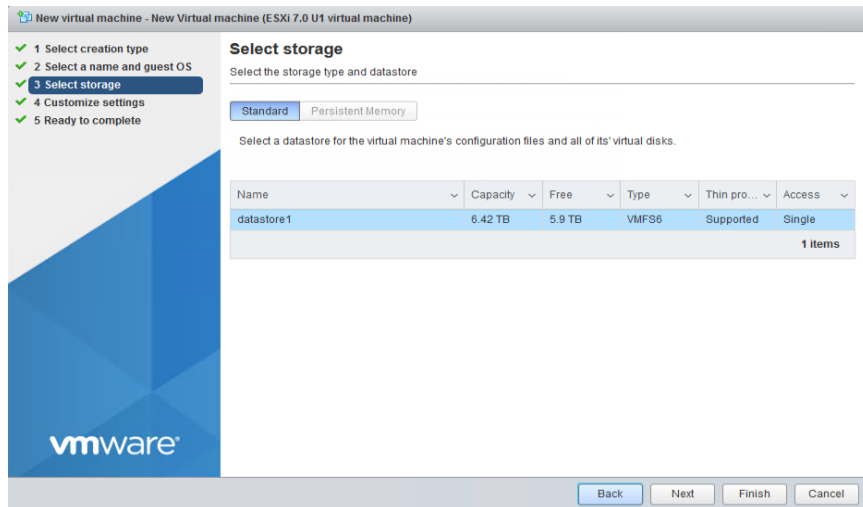 New virtual machine - New Virtual machine (ESXi 7.0 U1 virtual machine)
1 Select creation type
2 Select a name and guest OS
3 Select storage
4 Customize settings
5 Ready to complete
Select storage
Select the storage type and datastore
Standard Persistent Memory
Select a datastore for the virtual machine's configuration files and all of its' virtual disks.
Name Capacity Free Type Thin pro... Access
datastore1 6.42 TB 5.9 TB VMFS6 Supported Single
1 items
vmware®
Back Next Finish Cancel